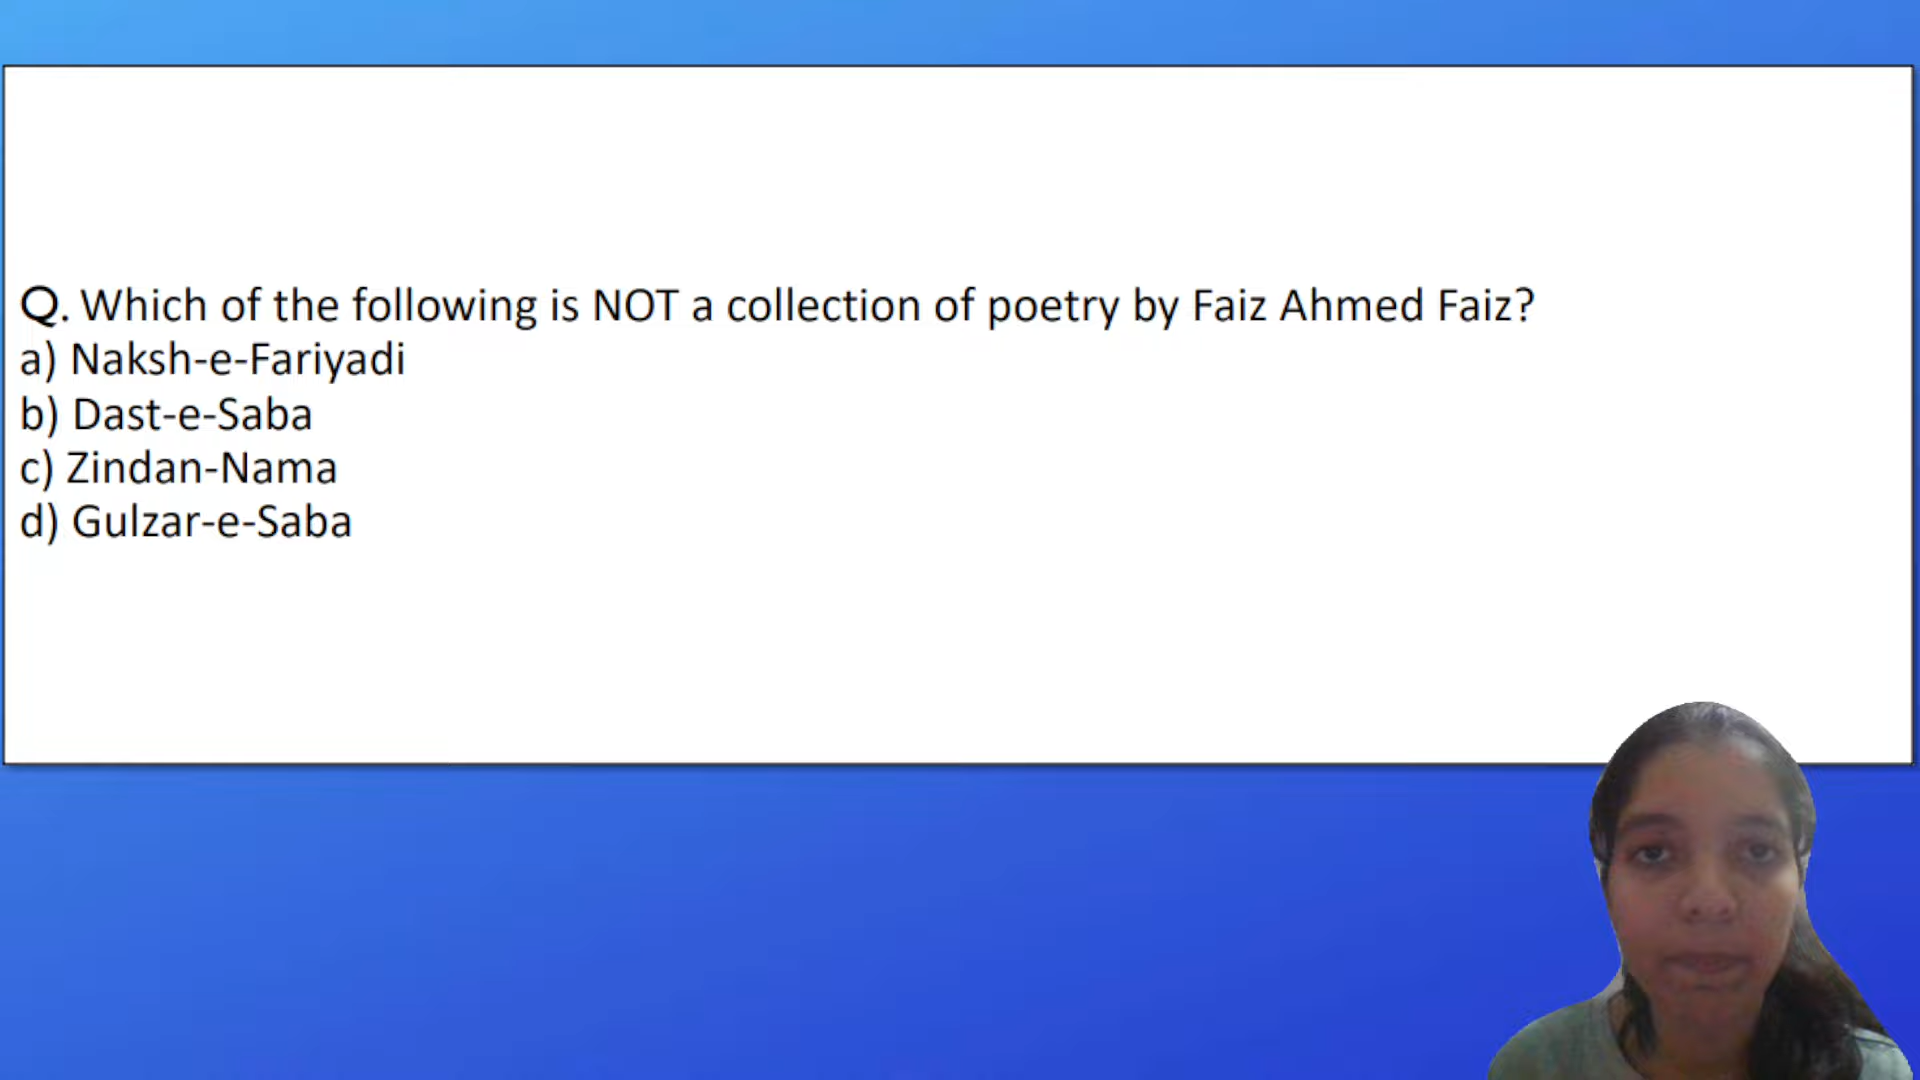 Q. Which of the following is NOT a collection of poetry by Faiz Ahmed Faiz?
a) Naksh-e-Fariyadi
b) Dast-e-Saba
c) Zindan-Nama
d) Gulzar-e-Saba